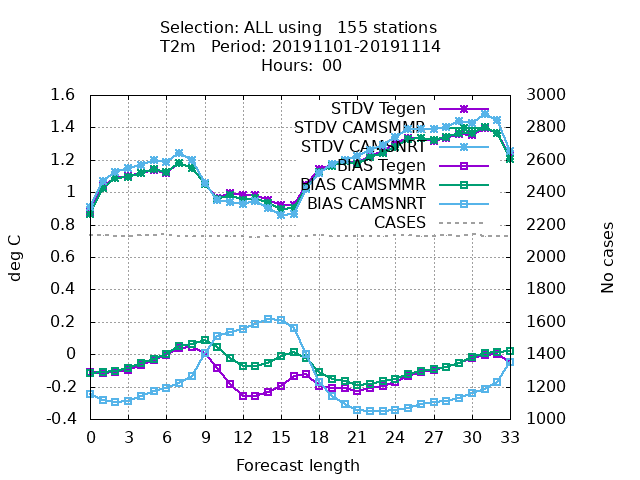 Selection: ALL using   155 stations
T2m   Period: 20191101-20191114
Hours: 00
1.6
1.4
1.2
1
0.8
0.6
0.4
0.2
0
-0.2
-0.4
deg C
STDV Tegen
STDV CAMSMMR
STDV CAMSNRT
BIAS Tegen
BIAS CAMSMMR
BIAS CAMSNRT
CASES
3000
2800
2600
2400
2200
2000
1800
1600
1400
1200
1000
No cases
0 3 6 9 12 15 18 21 24 27 30 33
Forecast length